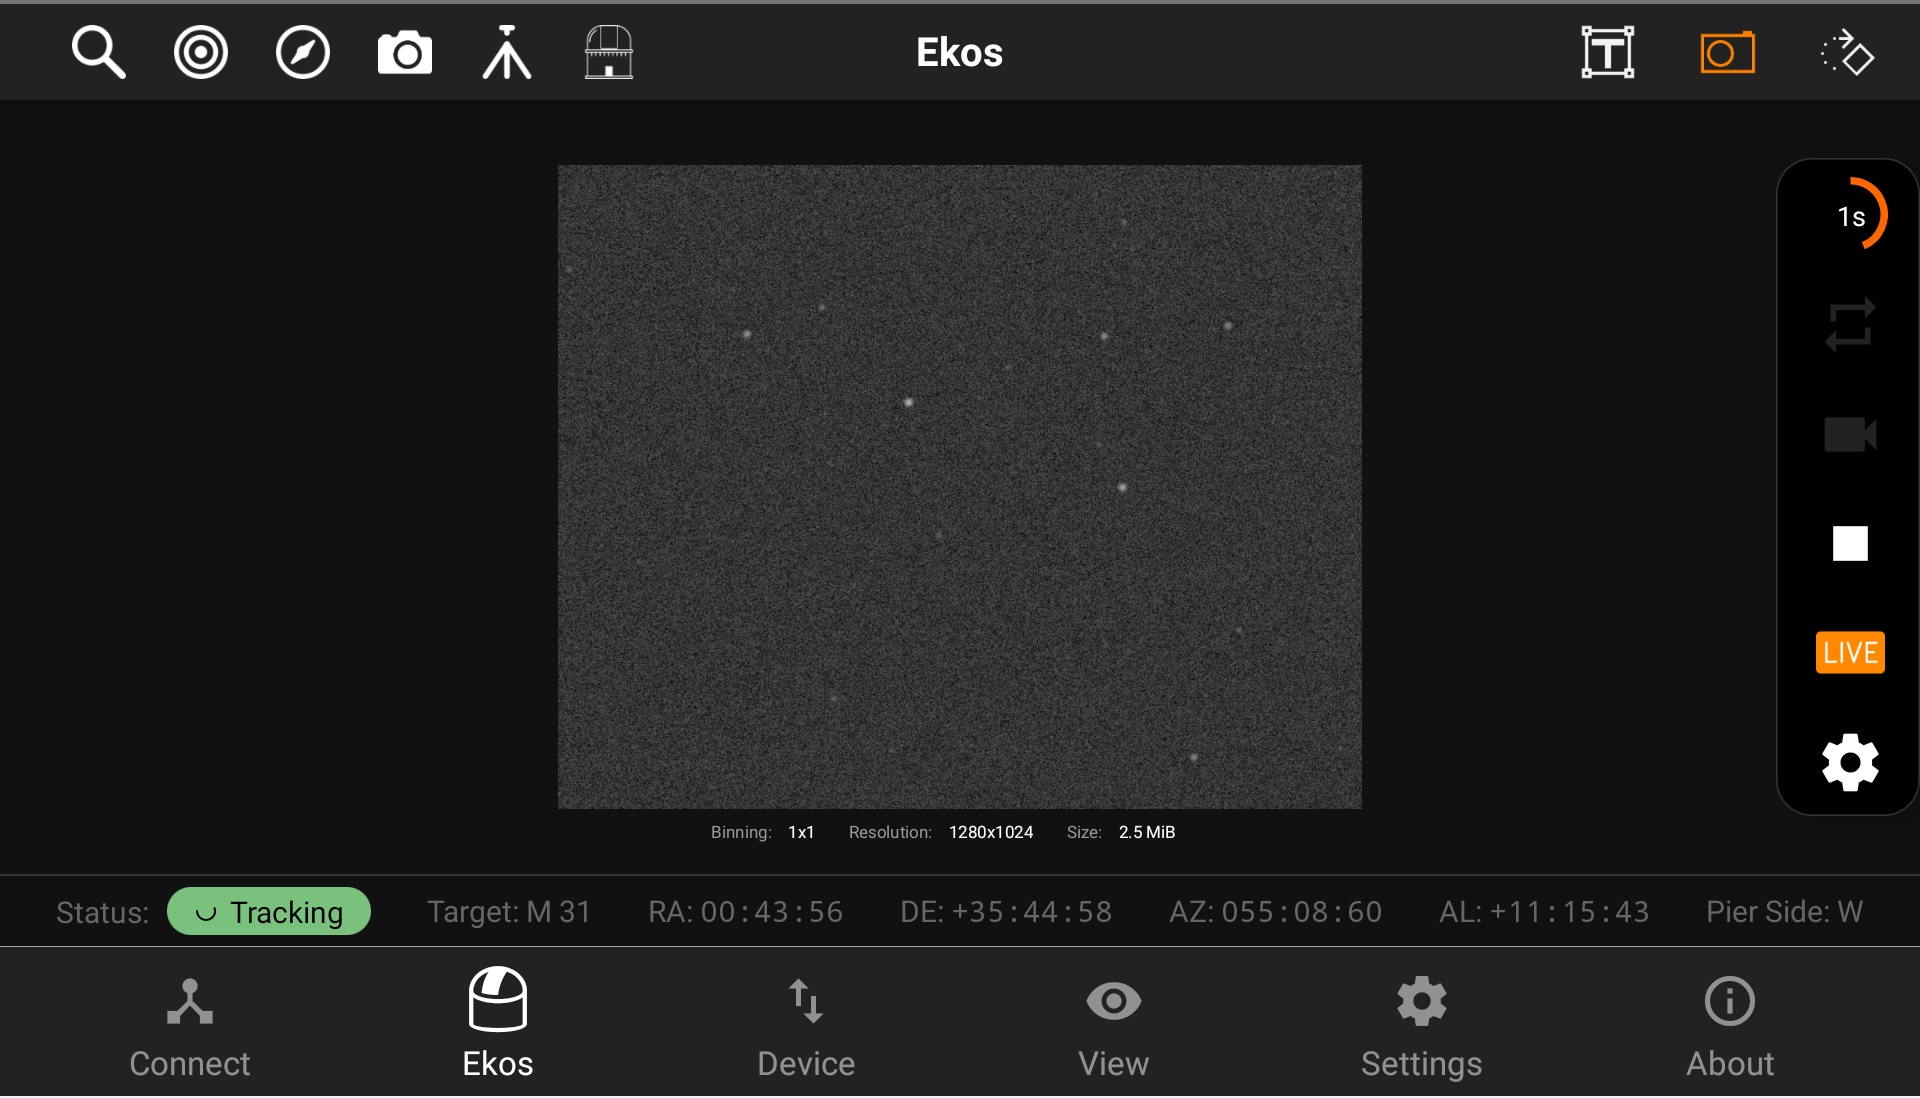 Ekos
T
1s
LIVE
Binning: 1x1 Resolution: 1280x1024 Size: 2.5 MiB
Status: Tracking Target: M 31 RA: 00:43:56 DE: +35:44:58 AZ: 055:08:60 AL: +11:15:43 Pier Side: W
Connect Ekos Device View Settings About